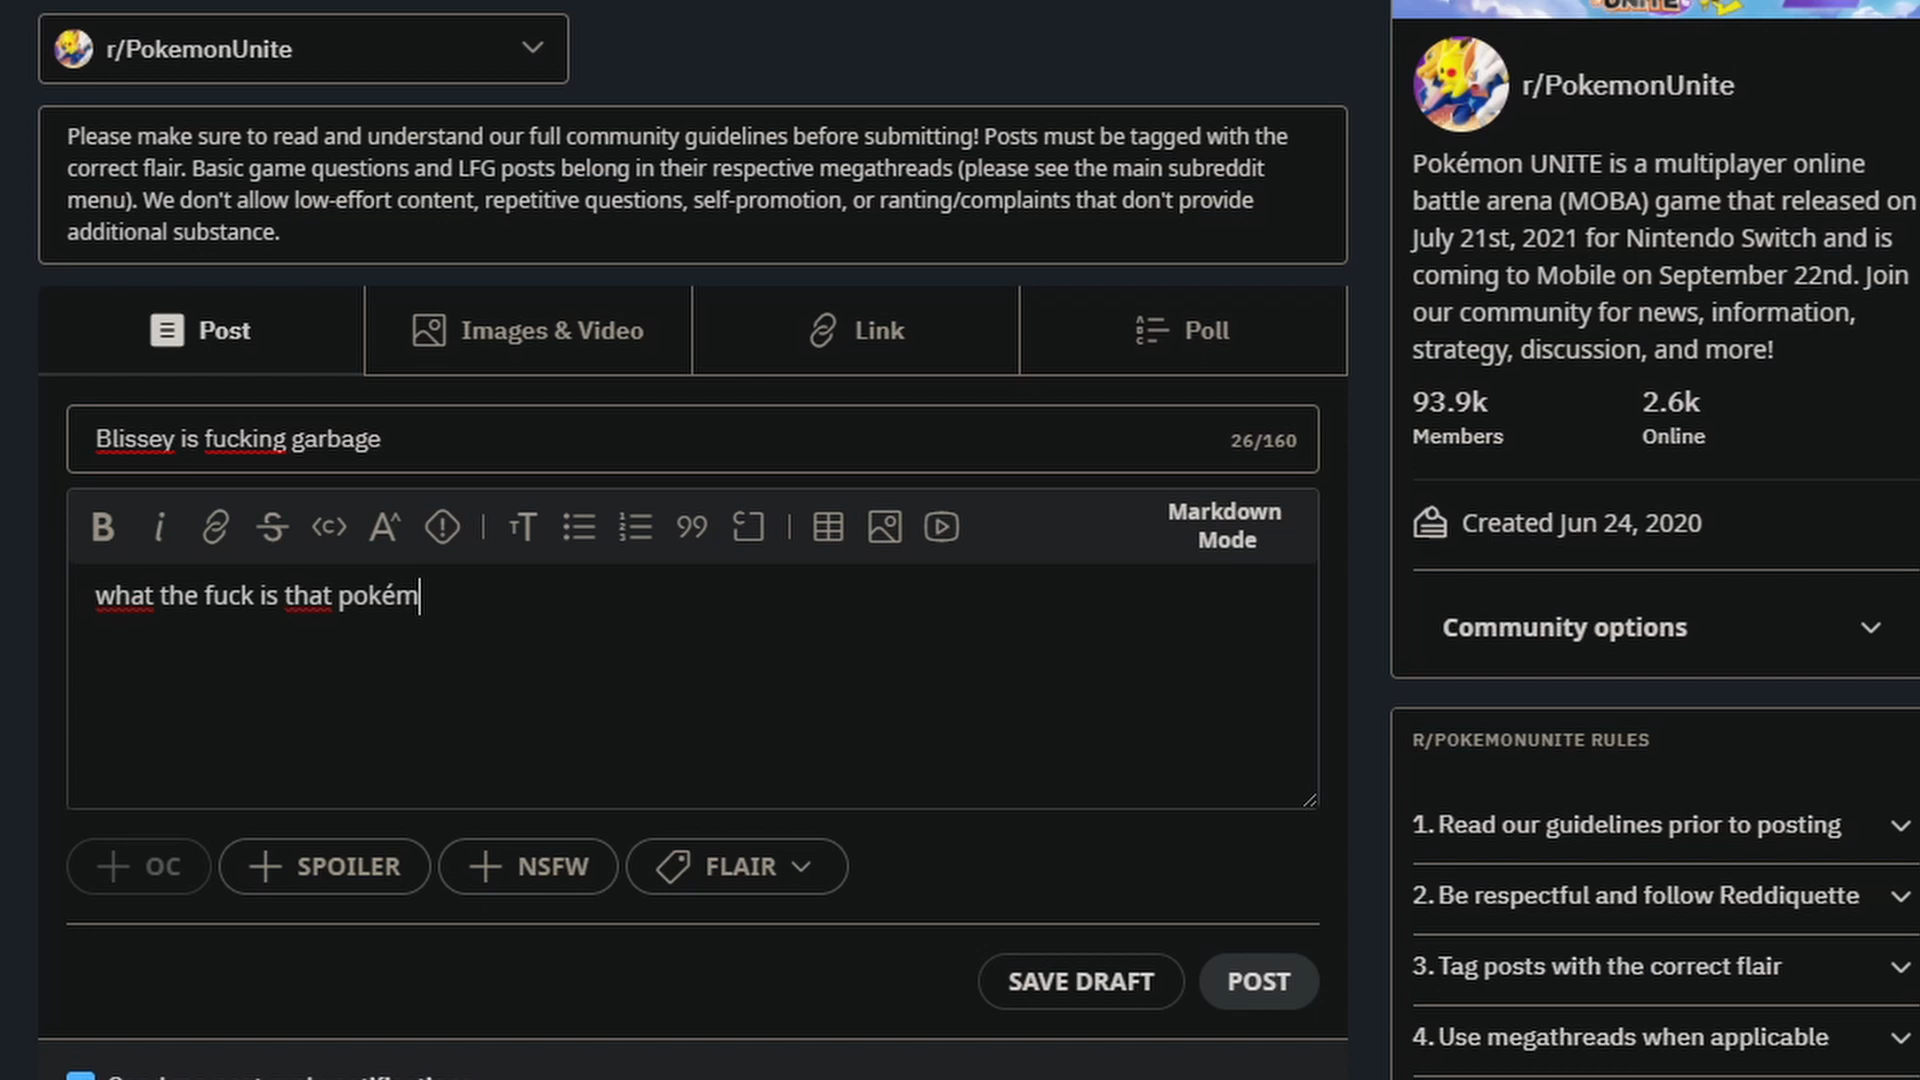 UNITE
r/PokemonUnite
Please make sure to read and understand our full community guidelines before submitting! Posts must be tagged with the
correct flair. Basic game questions and LFG posts belong in their respective megathreads (please see the main subreddit
menu). We don't allow low-effort content, repetitive questions, self-promotion, or ranting/complaints that don't provide
additional substance.
Post
Images & Video
Link
Poll
Blissey is fucking garbage
26/160
Markdown
Mode
what the fuck is that pokém
OC
SPOILER
NSFW
FLAIR
SAVE DRAFT
POST
r/PokemonUnite
Pokémon UNITE is a multiplayer online
battle arena (MOBA) game that released on
July 21st, 2021 for Nintendo Switch and is
coming to Mobile on September 22nd. Join
our community for news, information,
strategy, discussion, and more!
93.9k
2.6k
Members
Online
Created Jun 24, 2020
Community options
R/POKEMONUNITE RULES
1. Read our guidelines prior to posting
2. Be respectful and follow Reddiquette
3. Tag posts with the correct flair
4. Use megathreads when applicable